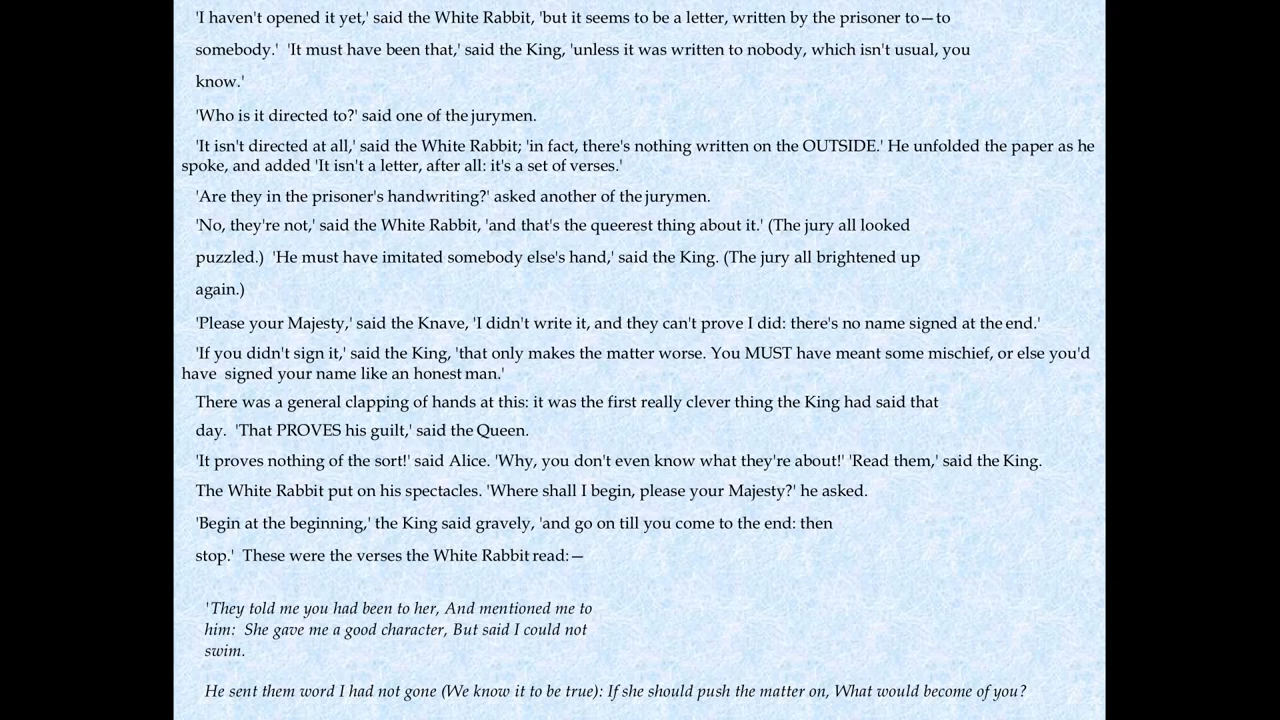 'I haven't opened it yet,' said the White Rabbit, 'but it seems to be a letter, written by the prisoner to—to
somebody.'  'It must have been that,' said the King, 'unless it was written to nobody, which isn't usual, you
know.'
'Who is it directed to?' said one of the jurymen.
'It isn't directed at all,' said the White Rabbit; 'in fact, there's nothing written on the OUTSIDE.' He unfolded the paper as he
spoke, and added 'It isn't a letter, after all: it's a set of verses.'
'Are they in the prisoner's handwriting?' asked another of the jurymen.
'No, they're not,' said the White Rabbit, 'and that's the queerest thing about it.' (The jury all looked
puzzled.)  'He must have imitated somebody else's hand,' said the King. (The jury all brightened up
again.)
'Please your Majesty,' said the Knave, 'I didn't write it, and they can't prove I did: there's no name signed at the end.'
'If you didn't sign it,' said the King, 'that only makes the matter worse. You MUST have meant some mischief, or else you'd
have  signed your name like an honest man.'
There was a general clapping of hands at this: it was the first really clever thing the King had said that
day.  'That PROVES his guilt,' said the Queen.
'It proves nothing of the sort!' said Alice. 'Why, you don't even know what they're about!' 'Read them,' said the King.
The White Rabbit put on his spectacles. 'Where shall I begin, please your Majesty?' he asked.
'Begin at the beginning,' the King said gravely, 'and go on till you come to the end: then
stop.'  These were the verses the White Rabbit read:—
'They told me you had been to her, And mentioned me to
him:  She gave me a good character, But said I could not
swim.
He sent them word I had not gone (We know it to be true): If she should push the matter on, What would become of you?